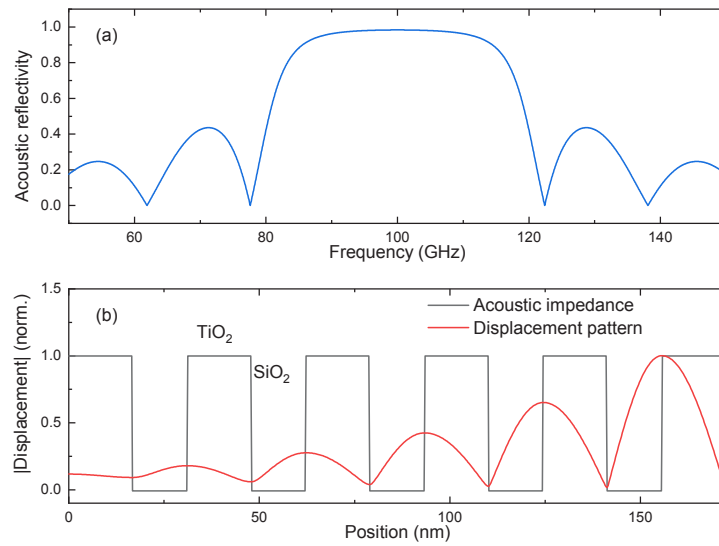 (a)
Acoustic reflectivity
1.0
0.8
0.6
0.4
0.2
0.0
60 80 100 120 140
Frequency (GHz)
(b)
|Displacement| (norm.)
1.5
1.0
0.5
0.0
TiO₂
SiO₂
Acoustic impedance
Displacement pattern
0 50 100 150
Position (nm)